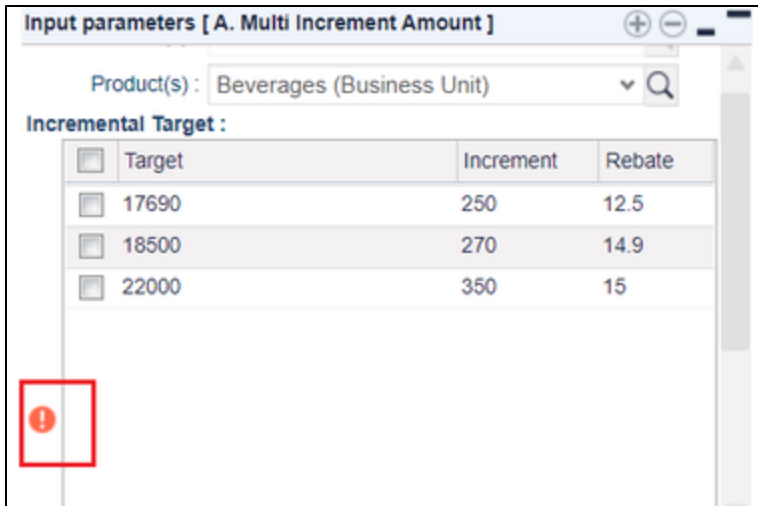 Input parameters [ A. Multi Increment Amount ]
Product(s) : Beverages (Business Unit)
Incremental Target :
Target Increment Rebate
17690 250 12.5
18500 270 14.9
22000 350 15